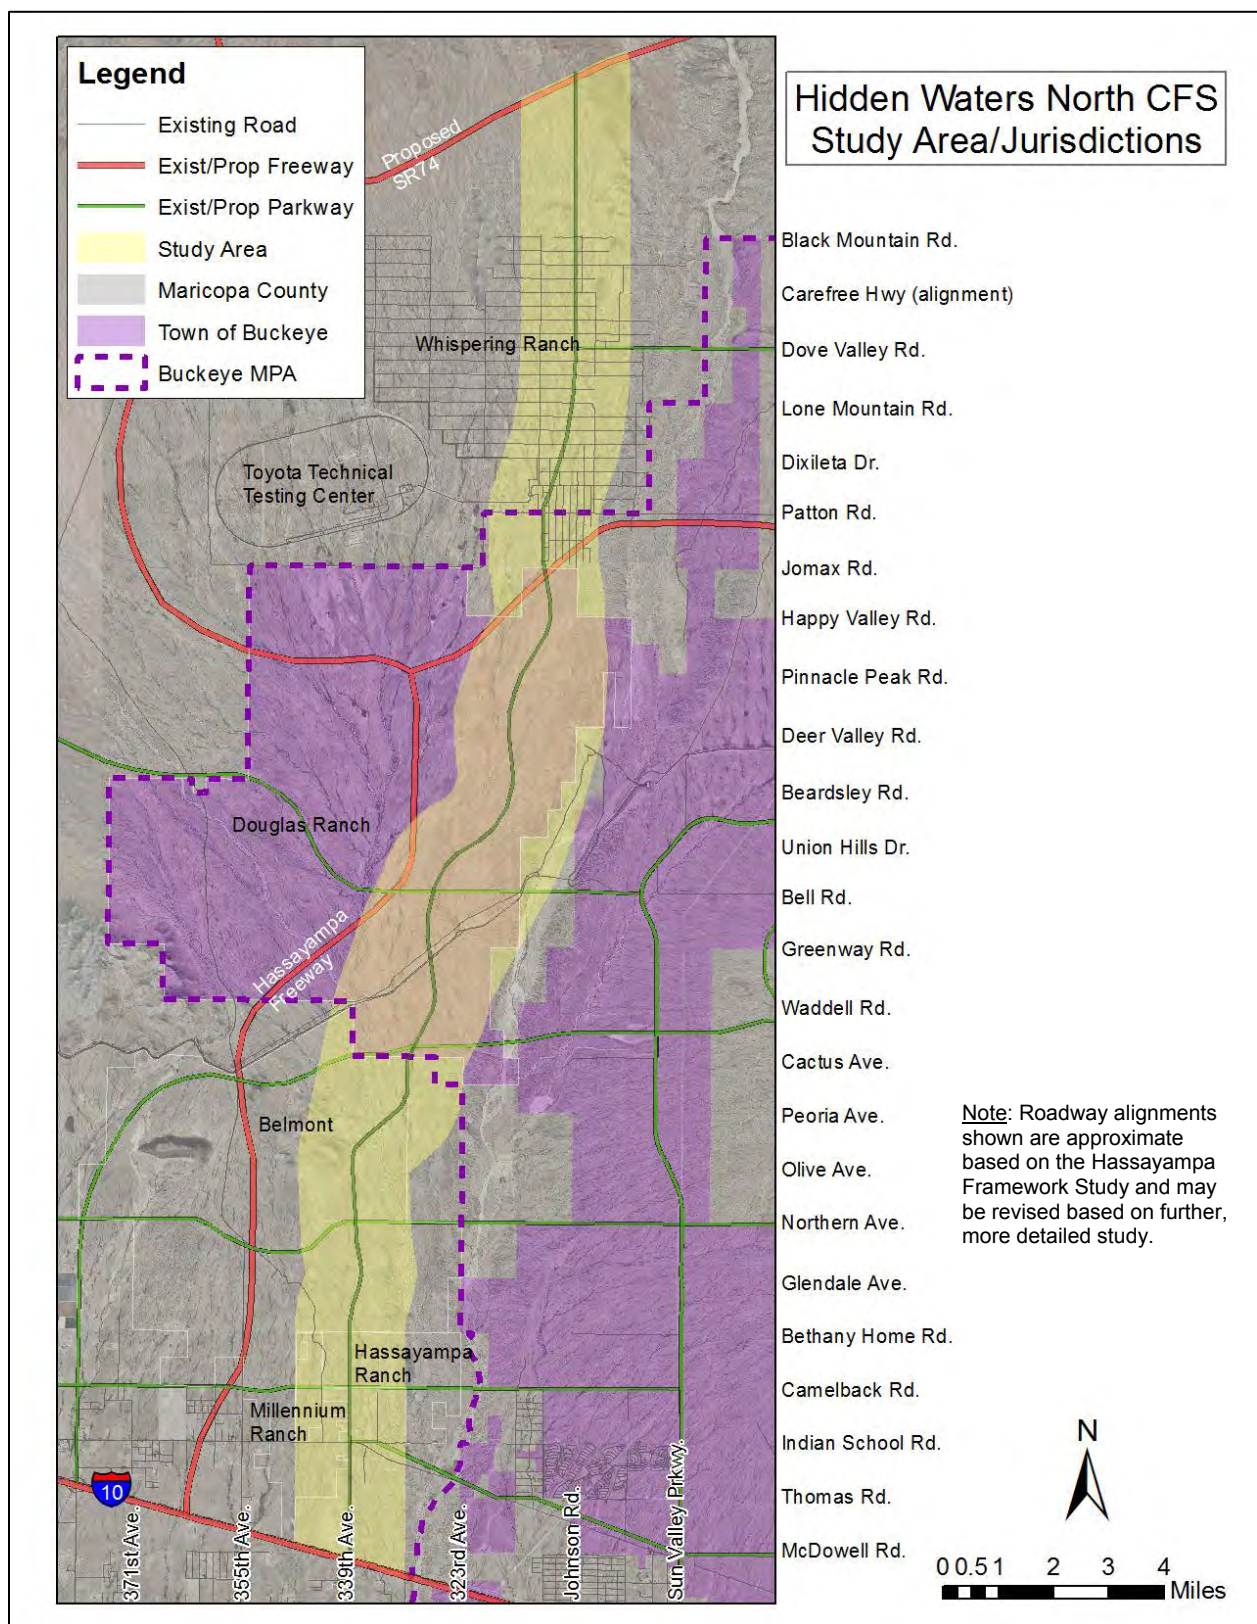 Legend
Existing Road
Exist/Prop Freeway
Exist/Prop Parkway
Study Area
Maricopa County
Town of Buckeye
Buckeye MPA
Hidden Waters North CFS
Study Area/Jurisdictions
Proposed
SR74
Whispering Ranch
Toyota Technical
Testing Center
Douglas Ranch
Hassayampa
Freeway
Belmont
Hassayampa
Ranch
Millennium
Ranch
10
371st Ave.
355th Ave.
339th Ave.
323rd Ave.
Johnson Rd.
Sun Valley Prkwy.
Black Mountain Rd.
Carefree Hwy (alignment)
Dove Valley Rd.
Lone Mountain Rd.
Dixileta Dr.
Patton Rd.
Jomax Rd.
Happy Valley Rd.
Pinnacle Peak Rd.
Deer Valley Rd.
Beardsley Rd.
Union Hills Dr.
Bell Rd.
Greenway Rd.
Waddell Rd.
Cactus Ave.
Peoria Ave.
Olive Ave.
Northern Ave.
Glendale Ave.
Bethany Home Rd.
Camelback Rd.
Indian School Rd.
Thomas Rd.
McDowell Rd.
Note: Roadway alignments
shown are approximate
based on the Hassayampa
Framework Study and may
be revised based on further,
more detailed study.
N
0 0.5 1 2 3 4
Miles